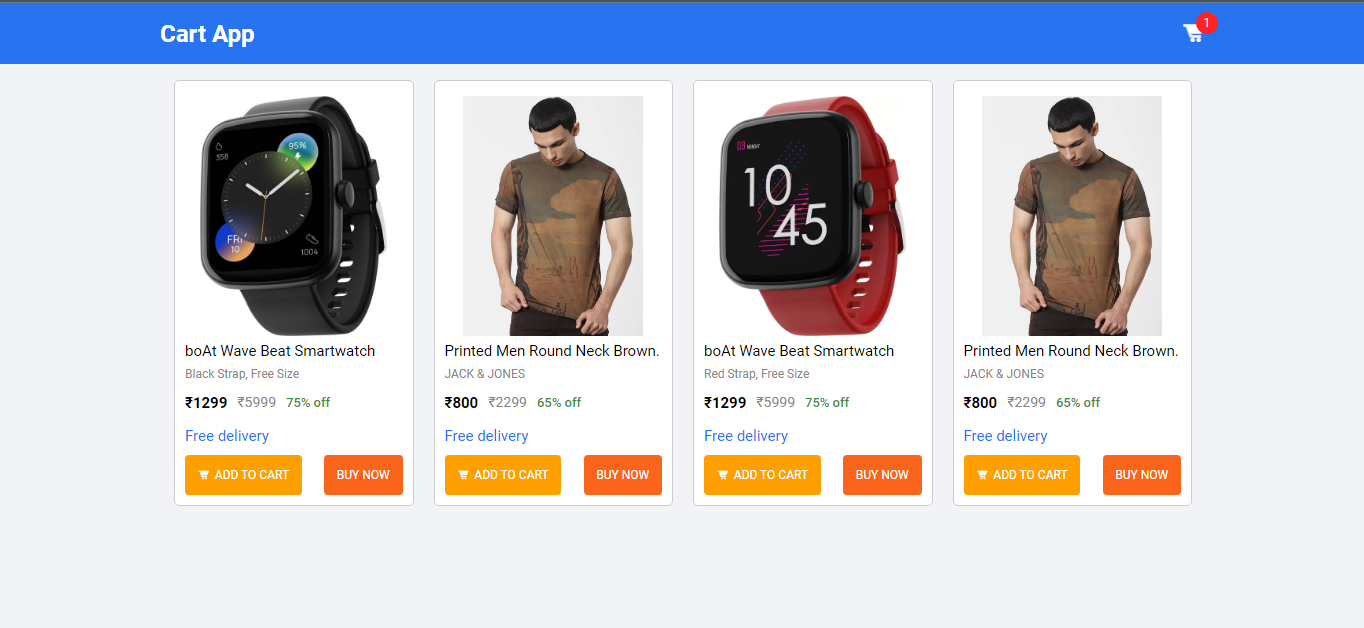 Cart App
1
358
95%
FRI
10
1004
boAt Wave Beat Smartwatch
Black Strap, Free Size
₹1299 ₹5999 75% off
Free delivery
ADD TO CART BUY NOW
Printed Men Round Neck Brown.
JACK & JONES
₹800 ₹2299 65% off
Free delivery
ADD TO CART BUY NOW
09 MONDAY
10
45
boAt Wave Beat Smartwatch
Red Strap, Free Size
₹1299 ₹5999 75% off
Free delivery
ADD TO CART BUY NOW
Printed Men Round Neck Brown.
JACK & JONES
₹800 ₹2299 65% off
Free delivery
ADD TO CART BUY NOW